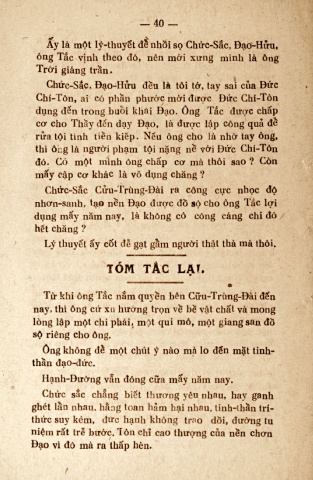 — 40 —
Ấy là một lý-thuyết để nhồi sọ Chức-Sắc, Đạo-Hữu,
ông Tắc vịnh theo đó, nên mới xưng mình là ông
Trời giáng trần.
Chức-Sắc, Đạo-Hữu đều là tôi tớ, tay sai của Đức
Chí-Tôn, ai có phần phước mới được Đức Chí-Tôn
dụng đến trong buổi khai Đạo. Ông Tắc được chấp
cơ cho Thầy đến dạy Đạo, là được lập công quả để
rửa tội tình tiền kiếp. Nếu ông cho là nhờ tay ông,
thì ông là người phạm tội nặng nề với Đức Chí-Tôn
đó. Có một mình ông chấp cơ mà thôi sao ? Còn
mấy cặp cơ khác là vô dụng chăng ?
Chức-Sắc Cửu-Trùng-Đài ra công cực nhọc độ
nhơn-sanh, tạo nên Đạo được đồ sộ cho ông Tắc lợi
dụng mấy năm nay, là không có công cáng chi đó
hết chăng ?
Lý thuyết ấy cốt để gạt gẫm người thật thà mà thôi.
TÓM TẮC LẠI.
Từ khi ông Tắc nắm quyền bên Cửu-Trùng-Đài đến
nay, thì ông cứ xu hướng trọn về bề vật chất và mong
lòng lập một chi phái, một qui mô, một giang san đồ
sộ riêng cho ông.
Ông không để một chút ý nào mà lo đến mặt tinh-
thần đạo-đức.
Hạnh-Đường vẫn đóng cửa mấy năm nay.
Chức sắc chẳng biết thương yêu nhau, hay ganh
ghét lẫn nhau, hằng toan hãm hại nhau, tinh-thần trí-
thức suy kém, đức hạnh không trao dồi, đường tu
niệm rất trễ bước, Tôn chỉ cao thượng của nền chơn
Đạo vì đó mà ra thấp hèn.